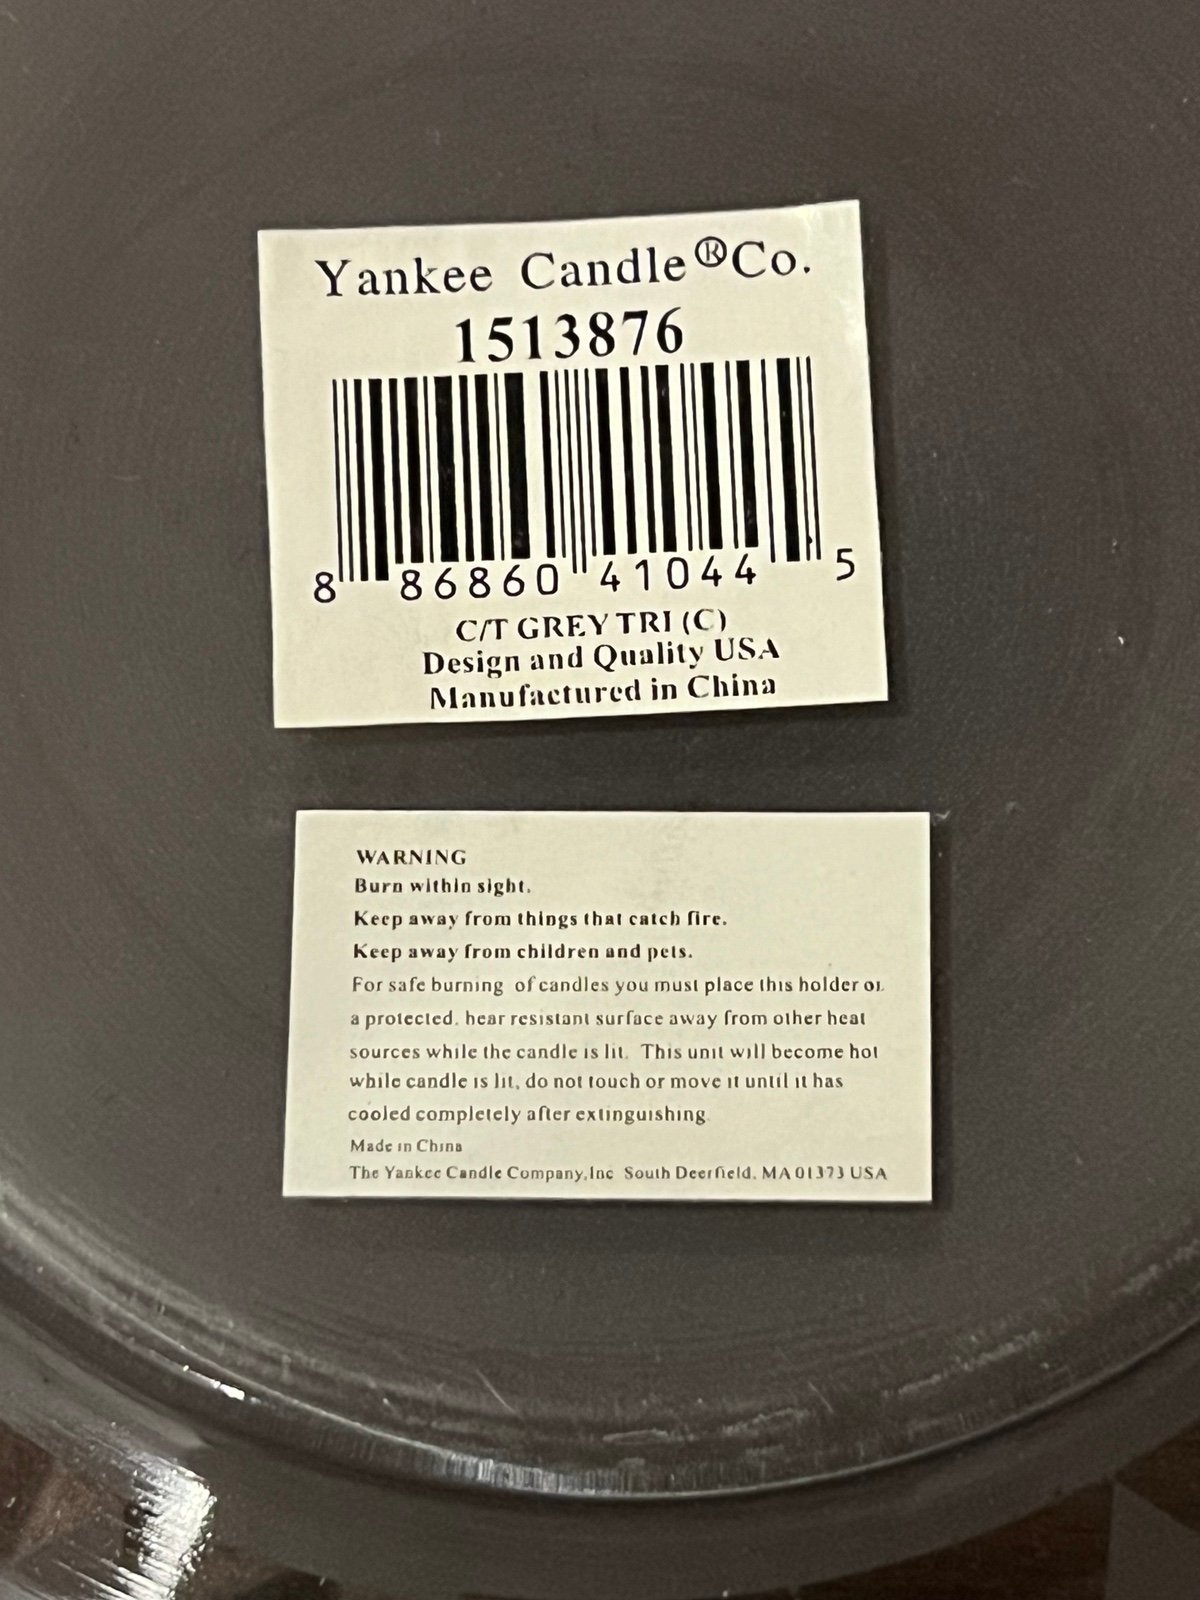 Yankee Candle®Co.
1513876
8 86860 41044 5
C/T GREY TRI (C)
Design and Quality USA
Manufactured in China
WARNING
Burn within sight.
Keep away from things that catch fire.
Keep away from children and pets.
For safe burning of candles you must place this holder on
a protected, hear resistant surface away from other heat
sources while the candle is lit. This unit will become hot
while candle is lit, do not touch or move it until it has
cooled completely after extinguishing
Made in China
The Yankee Candle Company,Inc South Deerfield, MA 01373 USA